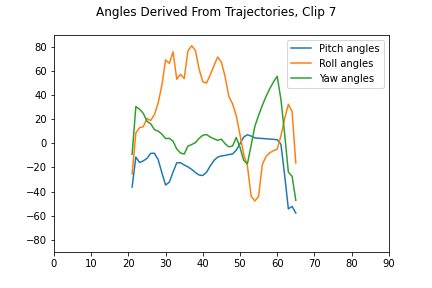 Angles Derived From Trajectories, Clip 7
Pitch angles
Roll angles
Yaw angles
80
60
40
20
0
−20
−40
−60
−80
0 10 20 30 40 50 60 70 80 90